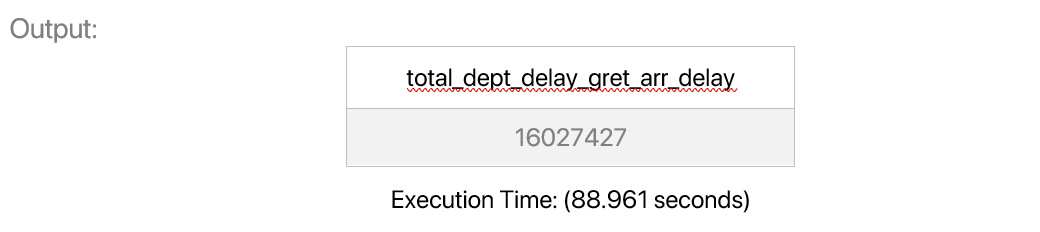 Output:
total_dept_delay_gret_arr_delay
16027427
Execution Time: (88.961 seconds)